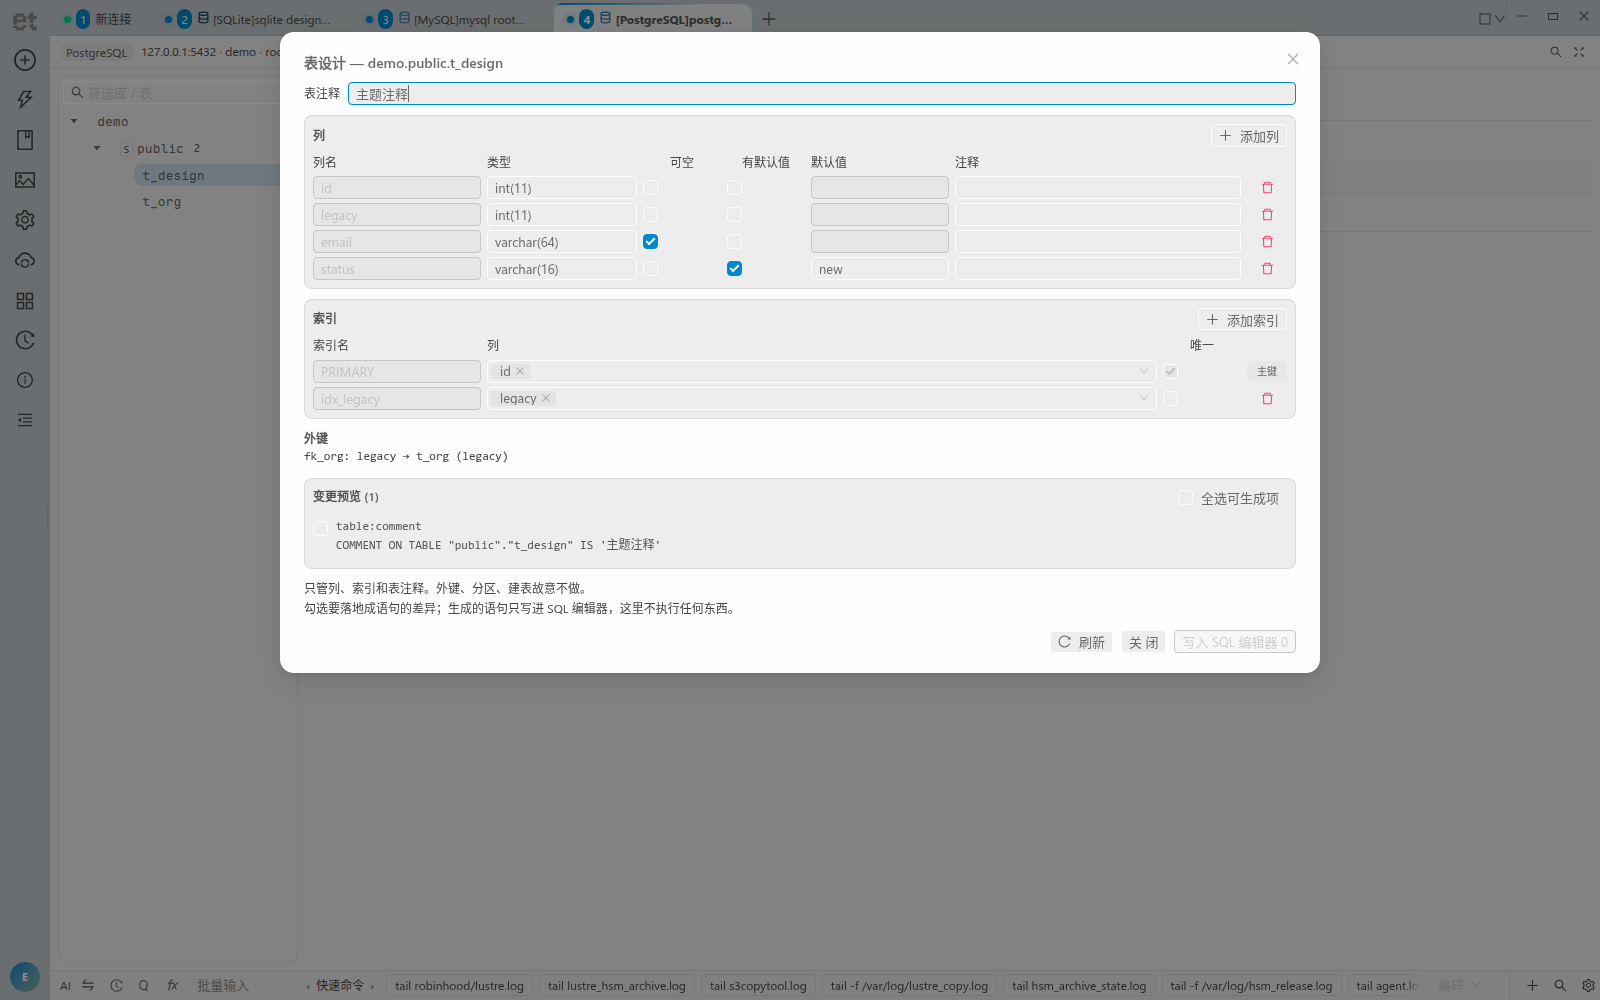 et
1 新连接
2 [SQLite]sqlite design...
3 [MySQL]mysql root...
4 [PostgreSQL]postg...
PostgreSQL
127.0.0.1:5432 · demo ·
筛选库 / 表
demo
s public 2
t_design
t_org
表设计 — demo.public.t_design
表注释 主题注释
列
添加列
列名 类型 可空 有默认值 默认值 注释
id int(11)
legacy int(11)
email varchar(64)
status varchar(16) new
索引
添加索引
索引名 列 唯一
PRIMARY id 主键
idx_legacy legacy
外键
fk_org: legacy → t_org (legacy)
变更预览 (1)
全选可生成项
table:comment
COMMENT ON TABLE "public"."t_design" IS '主题注释'
只管列、索引和表注释。外键、分区、建表故意不做。
勾选要落地成语句的差异；生成的语句只写进 SQL 编辑器，这里不执行任何东西。
刷新 关 闭 写入 SQL 编辑器 0
E
AI Q fx 批量输入 ‹ 快速命令 › tail robinhood/lustre.log tail lustre_hsm_archive.log tail s3copytool.log tail -f /var/log/lustre_copy.log tail hsm_archive_state.log tail -f /var/log/hsm_release.log tail agent.lo 编码